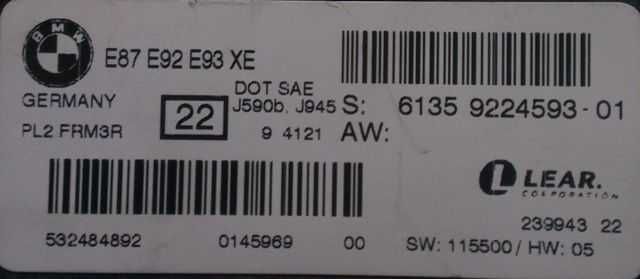 BMW
E87 E92 E93 XE
GERMANY
PL2 FRM3R
22
DOT SAE
J590b, J945
9 4121
S: 6135 9224593-01
AW:
LEAR.
CORPORATION
239943 22
532484892 0145969 00
SW: 115500/ HW: 05